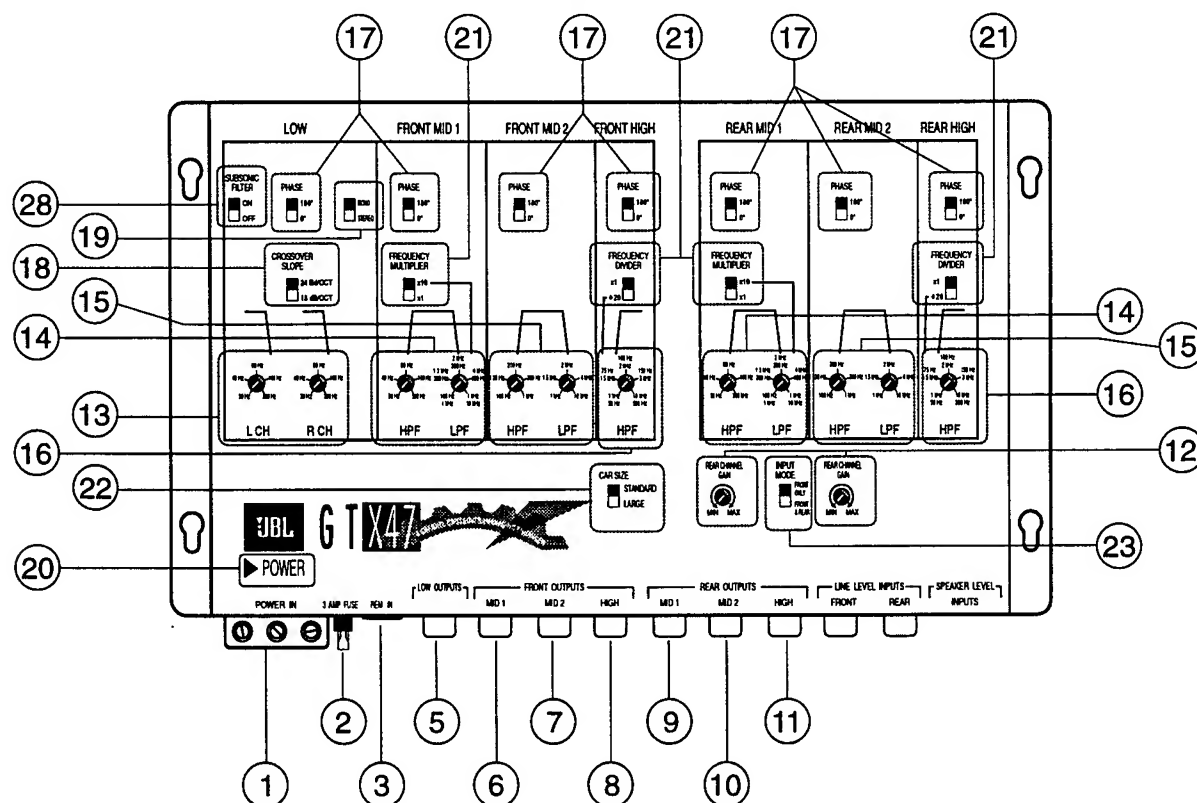 17 21 17 21 17 21
LOW FRONT MID 1 FRONT MID 2 FRONT HIGH REAR MID 1 REAR MID 2 REAR HIGH
SUBSONIC FILTER
ON
OFF
PHASE
180°
0°
STEREO
PHASE
180°
0°
PHASE
180°
0°
PHASE
180°
0°
PHASE
180°
0°
PHASE
180°
0°
PHASE
180°
0°
28
19
18
CROSSOVER SLOPE
24
dB/OCT
FREQUENCY MULTIPLIER
x10
x1
FREQUENCY DIVIDER
x1
÷20
FREQUENCY MULTIPLIER
x10
x1
FREQUENCY DIVIDER
x1
÷20
15
14
14
15
13
16
16
L CH R CH HPF LPF HPF LPF HPF HPF LPF HPF LPF HPF
12
22
CAR SIZE
STANDARD
LARGE
REAR CHANNEL GAIN
MIN MAX
INPUT MODE
FRONT ONLY
FRONT & REAR
REAR CHANNEL GAIN
MIN MAX
23
JBL GT X47
20
POWER
POWER IN 3 AMP FUSE REM IN
LOW OUTPUTS FRONT OUTPUTS REAR OUTPUTS LINE LEVEL INPUTS SPEAKER LEVEL INPUTS
MID 1 MID 2 HIGH MID 1 MID 2 HIGH FRONT REAR
2 5 7 9 11
1 3 6 8 10